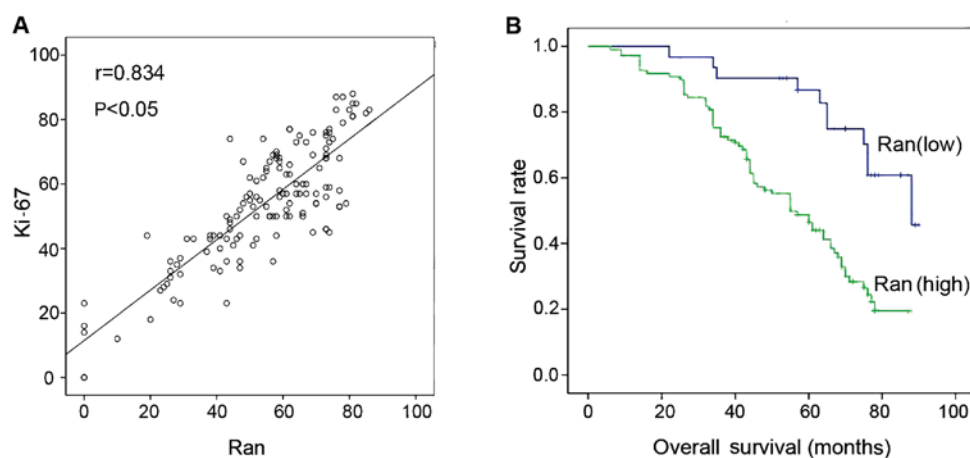 A
r=0.834
P<0.05
100
80
60
40
20
0
Ki-67
0 20 40 60 80 100
Ran
B
1.0
0.8
0.6
0.4
0.2
0.0
Survival rate
Ran(low)
Ran (high)
0 20 40 60 80 100
Overall survival (months)